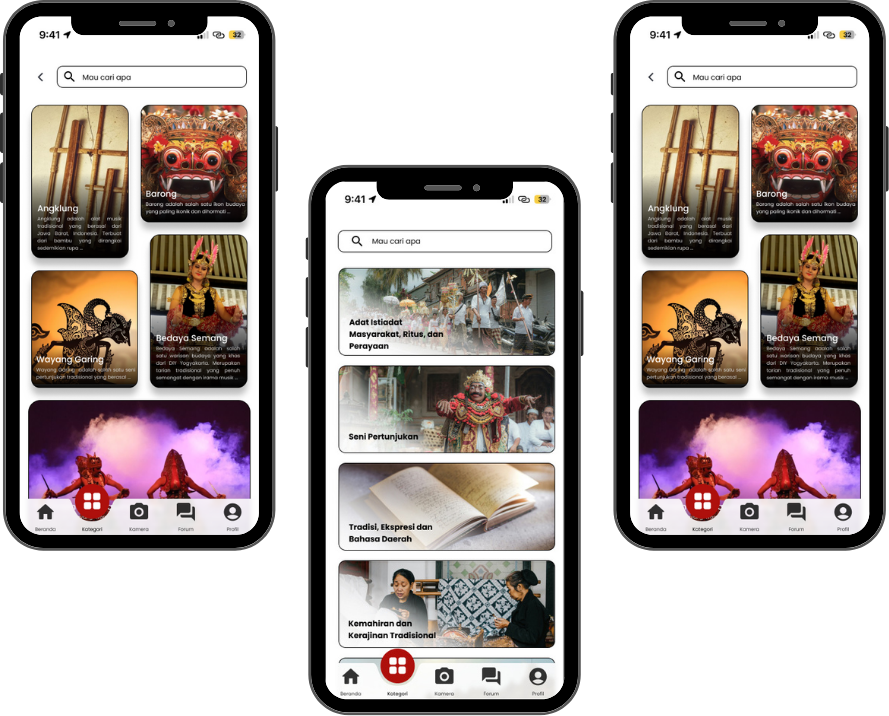 9:41
32
Mau cari apa
Angklung
Angklung adalah alat musik
tradisional yang berasal dari
Jawa Barat, Indonesia. Terbuat
dari bambu yang dirangkai
sedemikian rupa ...
Barong
Barong adalah salah satu ikon budaya
yang paling ikonik dan dihormati ...
Wayang Garing
Wayang Garing adalah salah satu seni
pertunjukan tradisional yang berasal ...
Bedaya Semang
Bedaya Semang adalah salah
satu warisan budaya yang khas
dari DIY Yogyakarta. Merupakan
tarian tradisional yang penuh
semangat dengan irama musik ...
Beranda
Kategori
Kamera
Forum
Profil
9:41
32
Mau cari apa
Adat Istiadat
Masyarakat, Ritus, dan
Perayaan
Seni Pertunjukan
Tradisi, Ekspresi dan
Bahasa Daerah
Kemahiran dan
Kerajinan Tradisional
Beranda
Kategori
Kamera
Forum
Profil
9:41
32
Mau cari apa
Angklung
Angklung adalah alat musik
tradisional yang berasal dari
Jawa Barat, Indonesia. Terbuat
dari bambu yang dirangkai
sedemikian rupa ...
Barong
Barong adalah salah satu ikon budaya
yang paling ikonik dan dihormati ...
Wayang Garing
Wayang Garing adalah salah satu seni
pertunjukan tradisional yang berasal ...
Bedaya Semang
Bedaya Semang adalah salah
satu warisan budaya yang khas
dari DIY Yogyakarta. Merupakan
tarian tradisional yang penuh
semangat dengan irama musik ...
Beranda
Kategori
Kamera
Forum
Profil